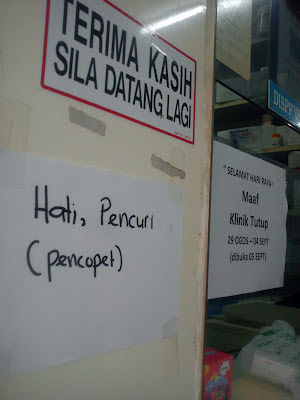 TERIMA KASIH
SILA DATANG LAGI
Hati, Pencuri
(pencopet)
" SELAMAT HARI RAYA "
Maaf
Klinik Tutup
29 OGOS – 04 SEPT
(dibuka 05 SEPT)